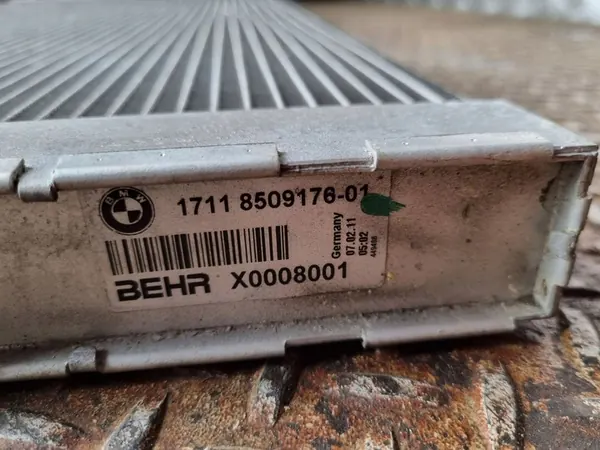 BMW
1711 8509176-01
BEHR X0008001
Germany
07.02.11
05:02